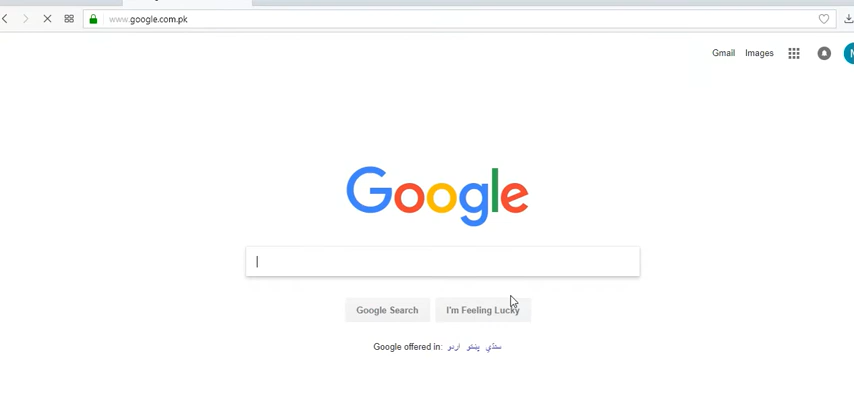 www.google.com.pk
Gmail Images
Google
Google Search I'm Feeling Lucky
Google offered in: اردو پښتو سنڌي